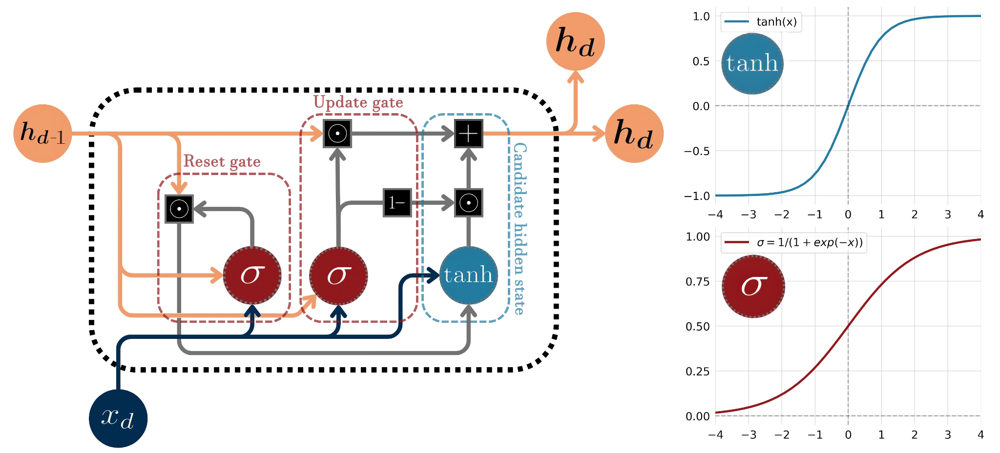 h_d
h_{d-1}
Update gate
⊙
+
h_d
Reset gate
⊙
1−
⊙
Candidate hidden state
σ
σ
tanh
x_d
tanh(x)
tanh
1.0
0.5
0.0
−0.5
−1.0
−4 −3 −2 −1 0 1 2 3 4
σ = 1/(1 + exp(−x))
σ
1.00
0.75
0.50
0.25
0.00
−4 −3 −2 −1 0 1 2 3 4